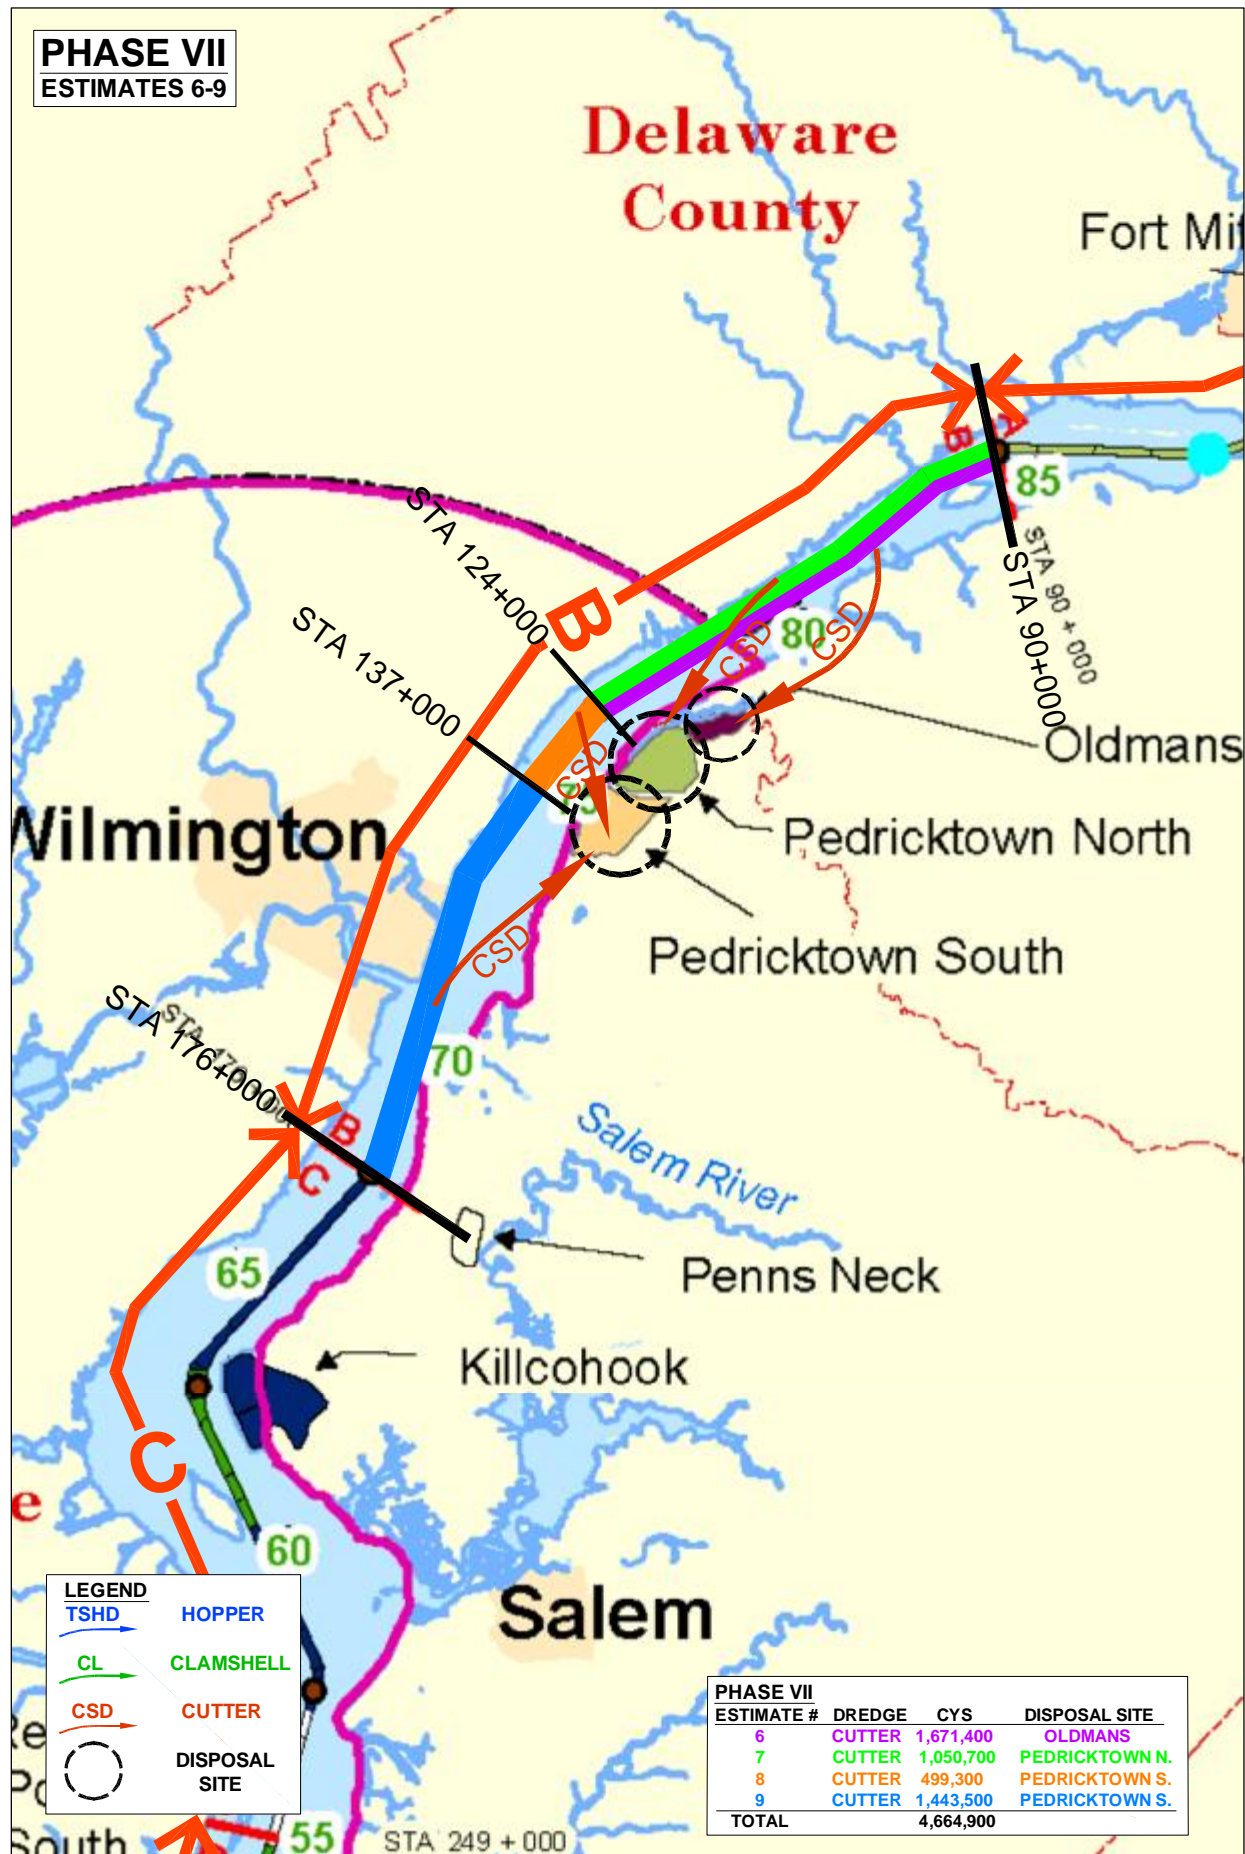 PHASE VII
ESTIMATES 6-9
Delaware
County
Fort Mif
A
B
85
STA 90 + 000
STA 90+000
STA 124+000
B
STA 137+000
80
CSD
CSD
CSD
Oldmans
Pedricktown North
Wilmington
Pedricktown South
CSD
STA 176+000
70
B
C
Salem River
Penns Neck
65
Killcohook
C
e
60
Salem
LEGEND
TSHD HOPPER
CL CLAMSHELL
CSD CUTTER
DISPOSAL
SITE
South
55
STA 249 + 000
PHASE VII
ESTIMATE # DREDGE CYS DISPOSAL SITE
6 CUTTER 1,671,400 OLDMANS
7 CUTTER 1,050,700 PEDRICKTOWN N.
8 CUTTER 499,300 PEDRICKTOWN S.
9 CUTTER 1,443,500 PEDRICKTOWN S.
TOTAL 4,664,900